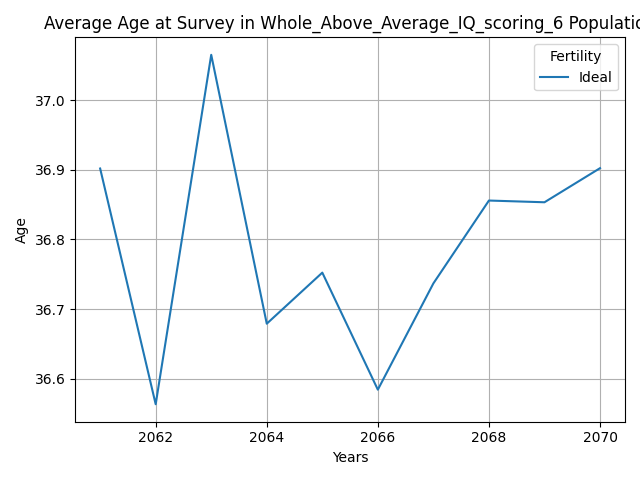 Average Age at Survey in Whole_Above_Average_IQ_scoring_6 Populatio
Fertility
Ideal
37.0
36.9
36.8
36.7
36.6
Age
2062 2064 2066 2068 2070
Years